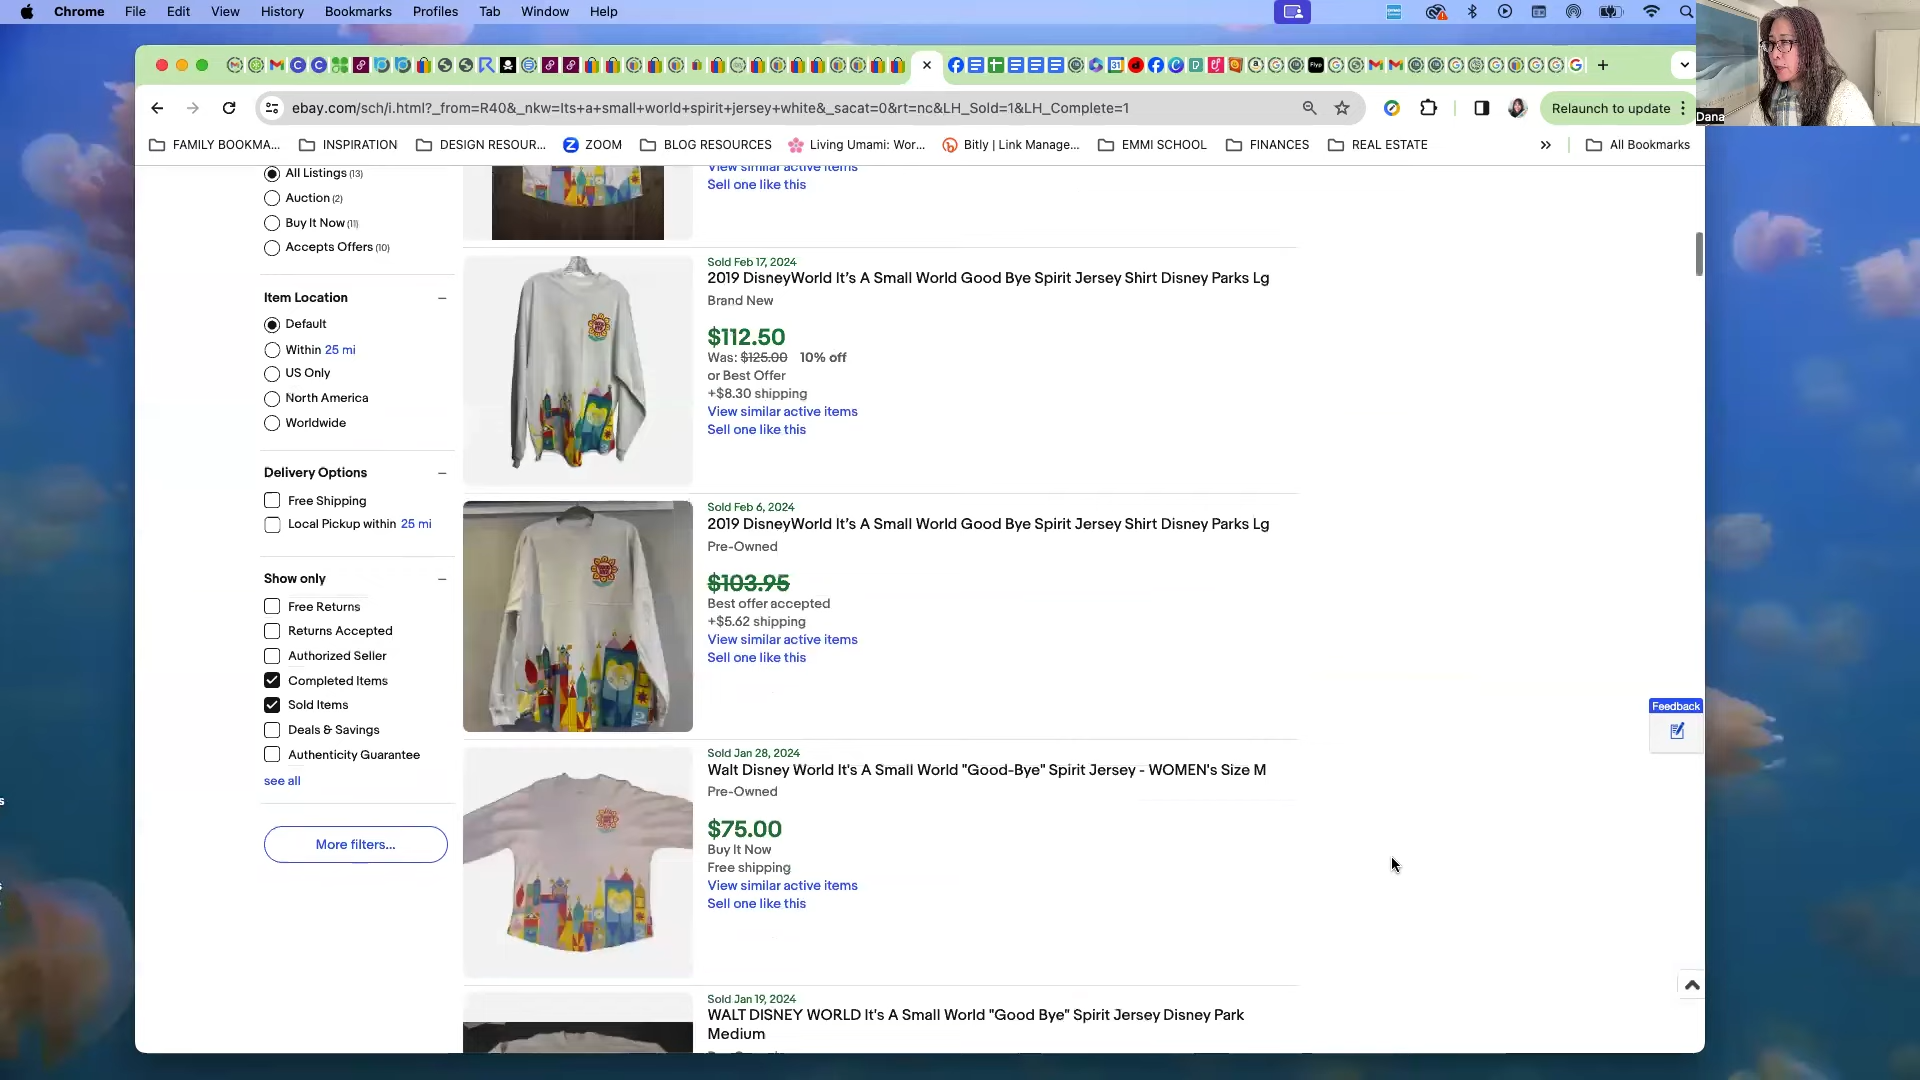 Chrome File Edit View History Bookmarks Profiles Tab Window Help
ebay.com/sch/i.html?_from=R40&_nkw=Its+a+small+world+spirit+jersey+white&_sacat=0&rt=nc&LH_Sold=1&LH_Complete=1
Relaunch to update
Dana
FAMILY BOOKMA... INSPIRATION DESIGN RESOUR... ZOOM BLOG RESOURCES Living Umami: Wor... Bitly | Link Manage... EMMI SCHOOL FINANCES REAL ESTATE » All Bookmarks
All Listings (13)
Auction (2)
Buy It Now (11)
Accepts Offers (10)
Item Location
Default
Within 25 mi
US Only
North America
Worldwide
Delivery Options
Free Shipping
Local Pickup within 25 mi
Show only
Free Returns
Returns Accepted
Authorized Seller
Completed Items
Sold Items
Deals & Savings
Authenticity Guarantee
see all
More filters...
View similar active items
Sell one like this
Sold Feb 17, 2024
2019 DisneyWorld It’s A Small World Good Bye Spirit Jersey Shirt Disney Parks Lg
Brand New
$112.50
Was: $125.00 10% off
or Best Offer
+$8.30 shipping
View similar active items
Sell one like this
Sold Feb 6, 2024
2019 DisneyWorld It’s A Small World Good Bye Spirit Jersey Shirt Disney Parks Lg
Pre-Owned
$103.95
Best offer accepted
+$5.62 shipping
View similar active items
Sell one like this
Sold Jan 28, 2024
Walt Disney World It's A Small World "Good-Bye" Spirit Jersey - WOMEN's Size M
Pre-Owned
$75.00
Buy It Now
Free shipping
View similar active items
Sell one like this
Sold Jan 19, 2024
WALT DISNEY WORLD It's A Small World "Good Bye" Spirit Jersey Disney Park
Medium
Feedback